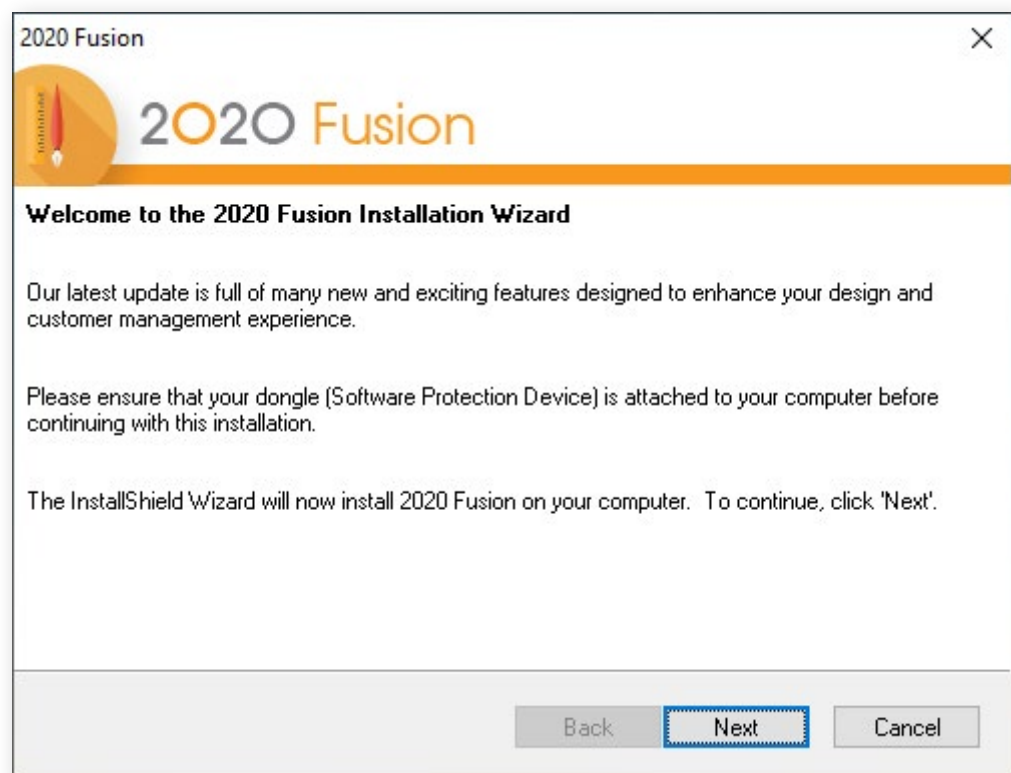 2020 Fusion
2020 Fusion
Welcome to the 2020 Fusion Installation Wizard
Our latest update is full of many new and exciting features designed to enhance your design and
customer management experience.
Please ensure that your dongle (Software Protection Device) is attached to your computer before
continuing with this installation.
The InstallShield Wizard will now install 2020 Fusion on your computer.  To continue, click 'Next'.
Back Next Cancel